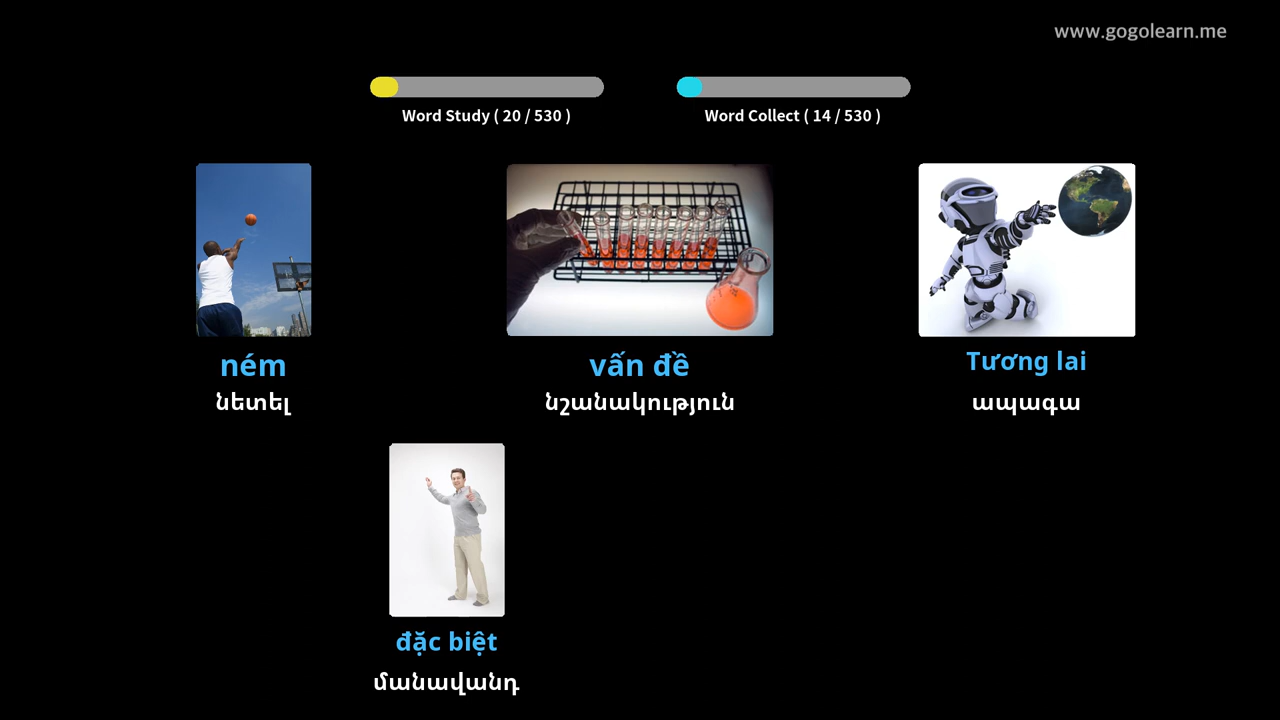 www.gogolearn.me
Word Study ( 20 / 530 )
Word Collect ( 14 / 530 )
ném
նետել
vấn đề
նշանակություն
Tương lai
ապագա
đặc biệt
մանավանդ